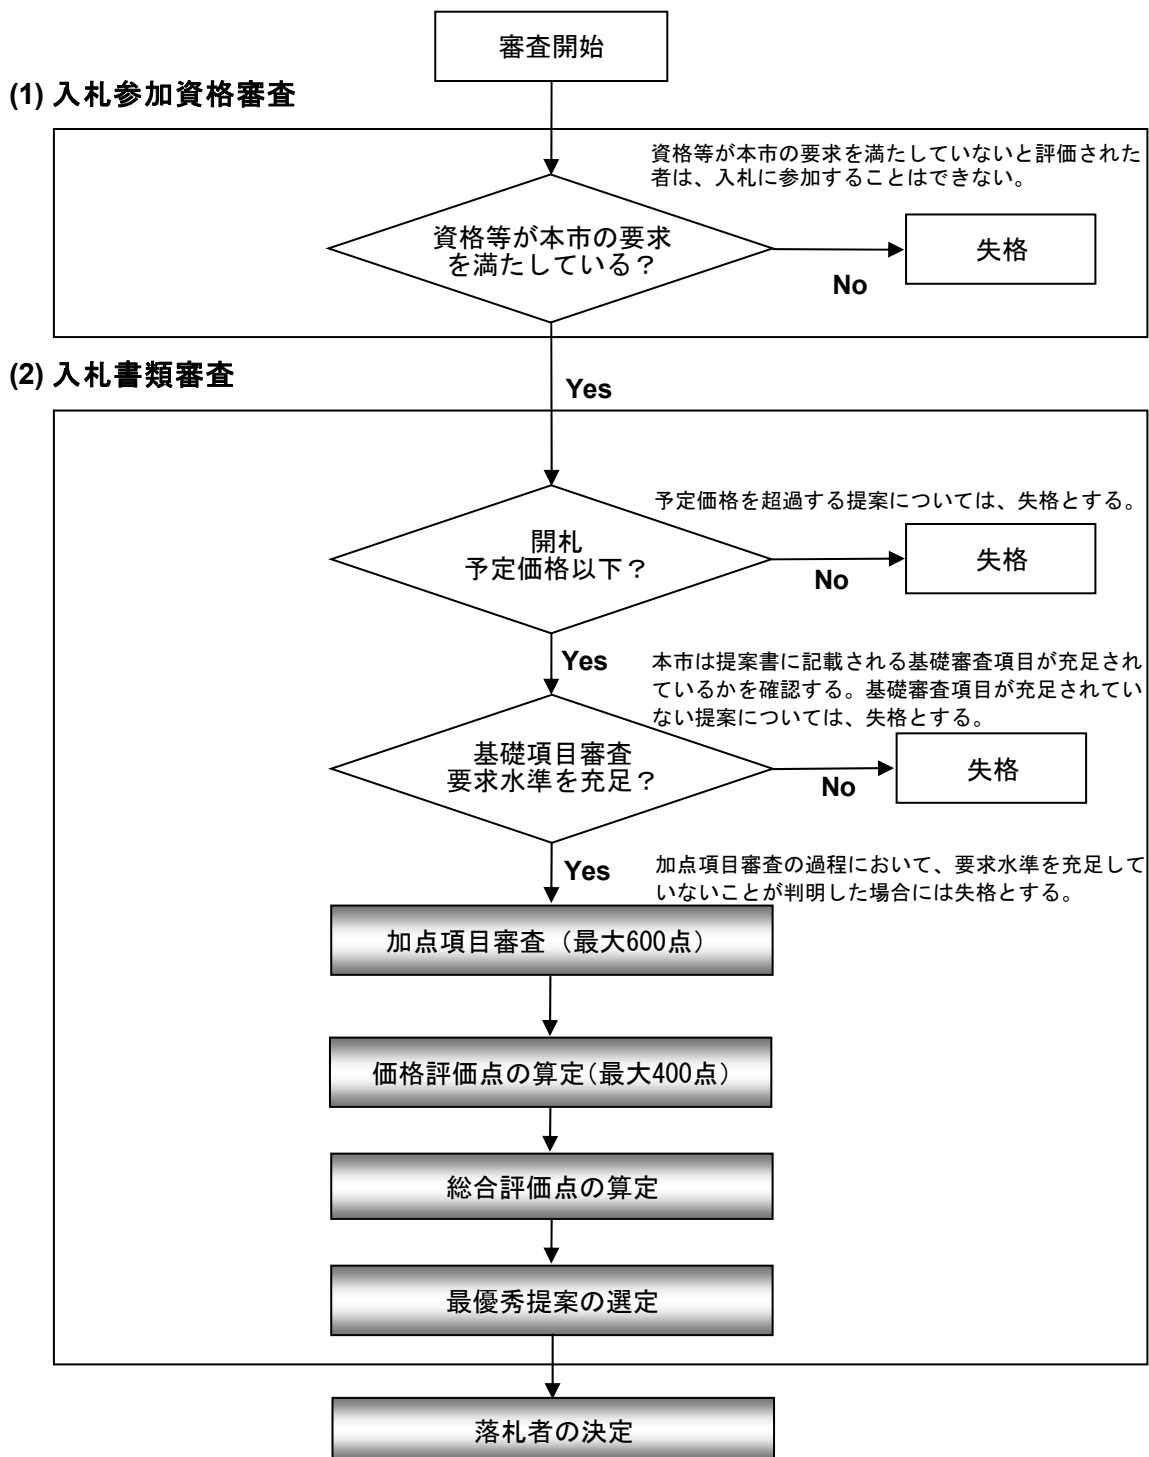 審査開始
(1) 入札参加資格審査
資格等が本市の要求を満たしていないと評価された
者は、入札に参加することはできない。
資格等が本市の要求
を満たしている？
失格
No
(2) 入札書類審査
Yes
予定価格を超過する提案については、失格とする。
開札
予定価格以下？
失格
No
Yes
本市は提案書に記載される基礎審査項目が充足され
ているかを確認する。基礎審査項目が充足されてい
ない提案については、失格とする。
基礎項目審査
要求水準を充足？
失格
No
Yes
加点項目審査の過程において、要求水準を充足して
いないことが判明した場合には失格とする。
加点項目審査（最大600点）
価格評価点の算定(最大400点)
総合評価点の算定
最優秀提案の選定
落札者の決定